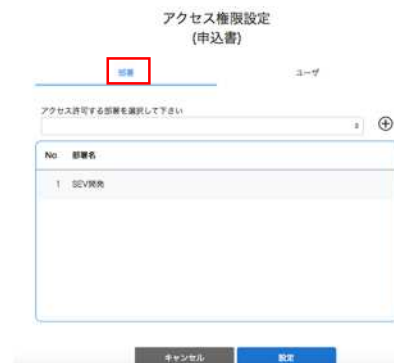 アクセス権限設定
(申込書)
部署
ユーザ
アクセス許可する部署を選択して下さい
No 部署名
1 SEV開発
キャンセル
設定